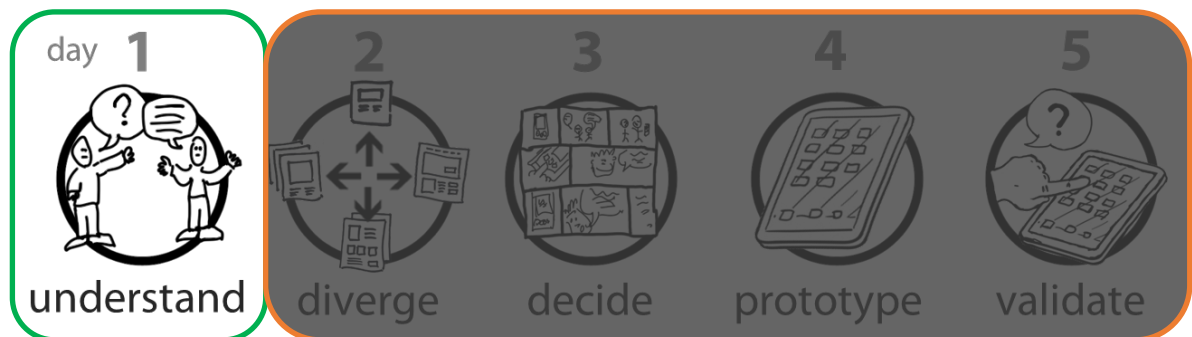 day 1 2 3 4 5
? ?
understand diverge decide prototype validate